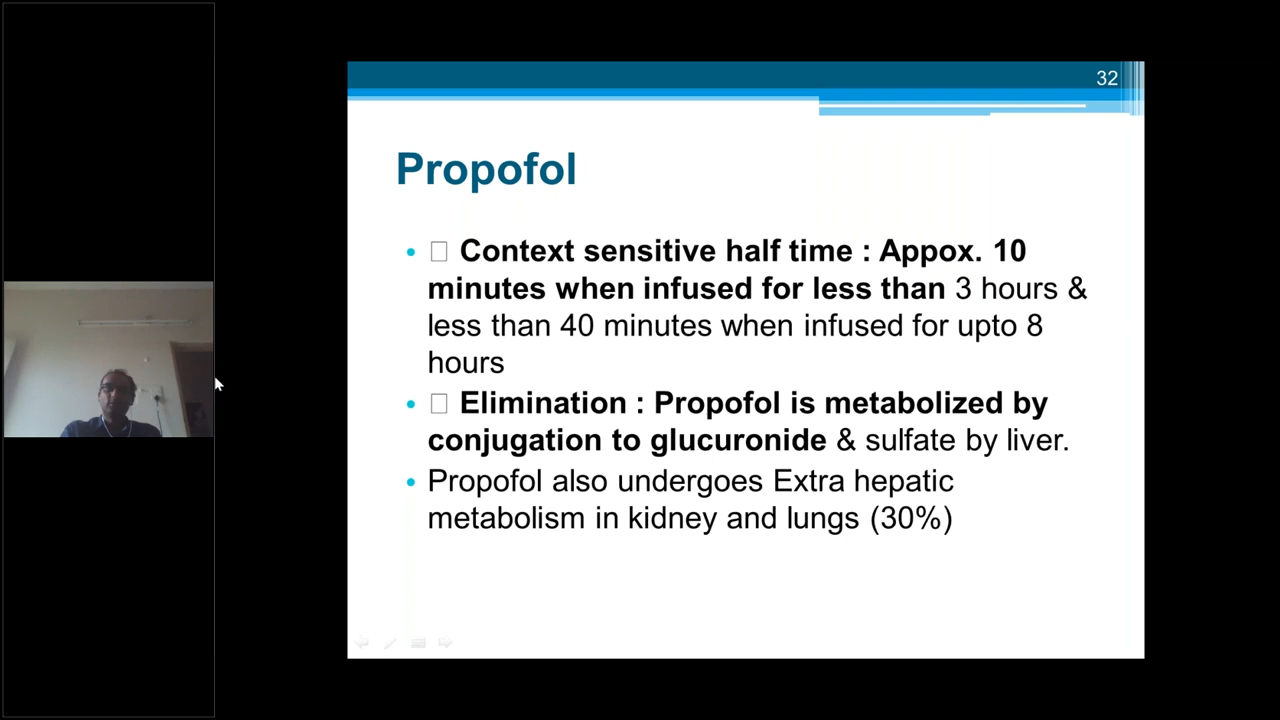 32
Propofol
• □ Context sensitive half time : Appox. 10
minutes when infused for less than 3 hours &
less than 40 minutes when infused for upto 8
hours
• □ Elimination : Propofol is metabolized by
conjugation to glucuronide & sulfate by liver.
• Propofol also undergoes Extra hepatic
metabolism in kidney and lungs (30%)